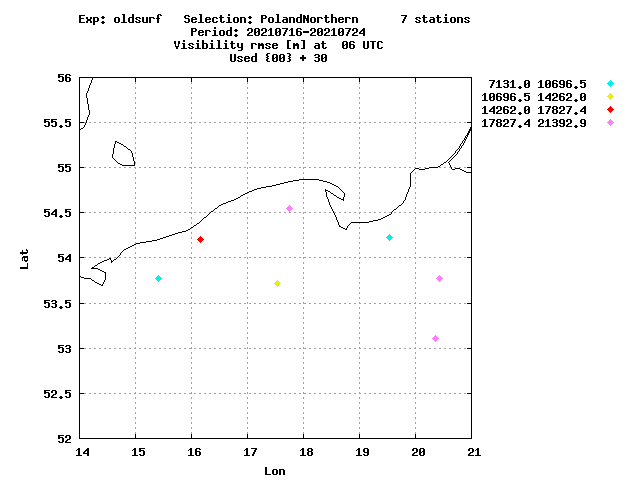 Exp: oldsurf   Selection: PolandNorthern      7 stations
Period: 20210716-20210724
Visibility rmse [m] at  06 UTC
Used {00} + 30
7131.0 10696.5
10696.5 14262.0
14262.0 17827.4
17827.4 21392.9
56
55.5
55
54.5
54
53.5
53
52.5
52
Lat
14 15 16 17 18 19 20 21
Lon